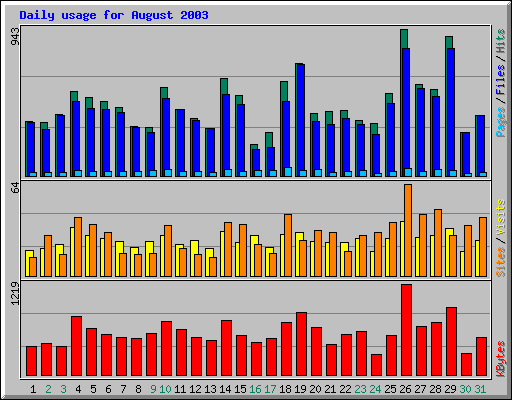 Daily usage for August 2003
943
Pages / Files / Hits
64
Sites / Visits
1219
KBytes
1 2 3 4 5 6 7 8 9 10 11 12 13 14 15 16 17 18 19 20 21 22 23 24 25 26 27 28 29 30 31